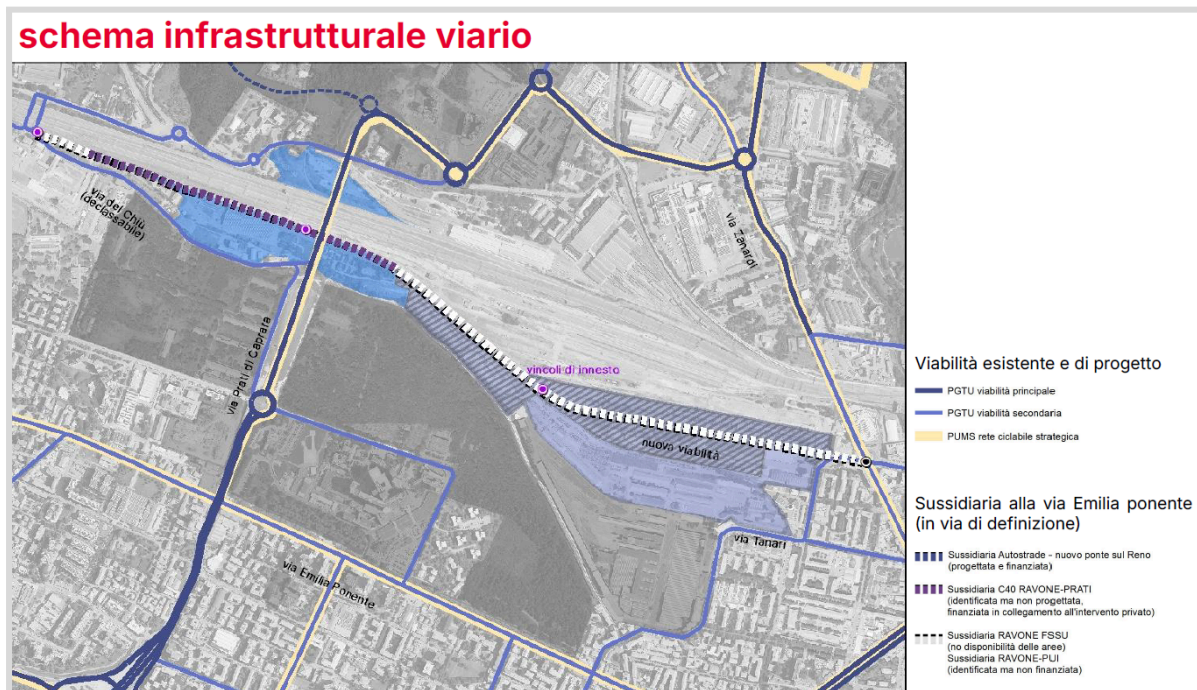 schema infrastrutturale viario
via del Chiù
(declassabile)
via Prati di Caprara
via Zanardi
vincoli di innesto
nuova viabilità
via Tanari
via Emilia Ponente
Viabilità esistente e di progetto
PGTU viabilità principale
PGTU viabilità secondaria
PUMS rete ciclabile strategica
Sussidiaria alla via Emilia ponente
(in via di definizione)
Sussidiaria Autostrade - nuovo ponte sul Reno
(progettata e finanziata)
Sussidiaria C40 RAVONE-PRATI
(identificata ma non progettata,
finanziata in collegamento all'intervento privato)
Sussidiaria RAVONE FSSU
(no disponibilità delle aree)
Sussidiaria RAVONE-PUI
(identificata ma non finanziata)